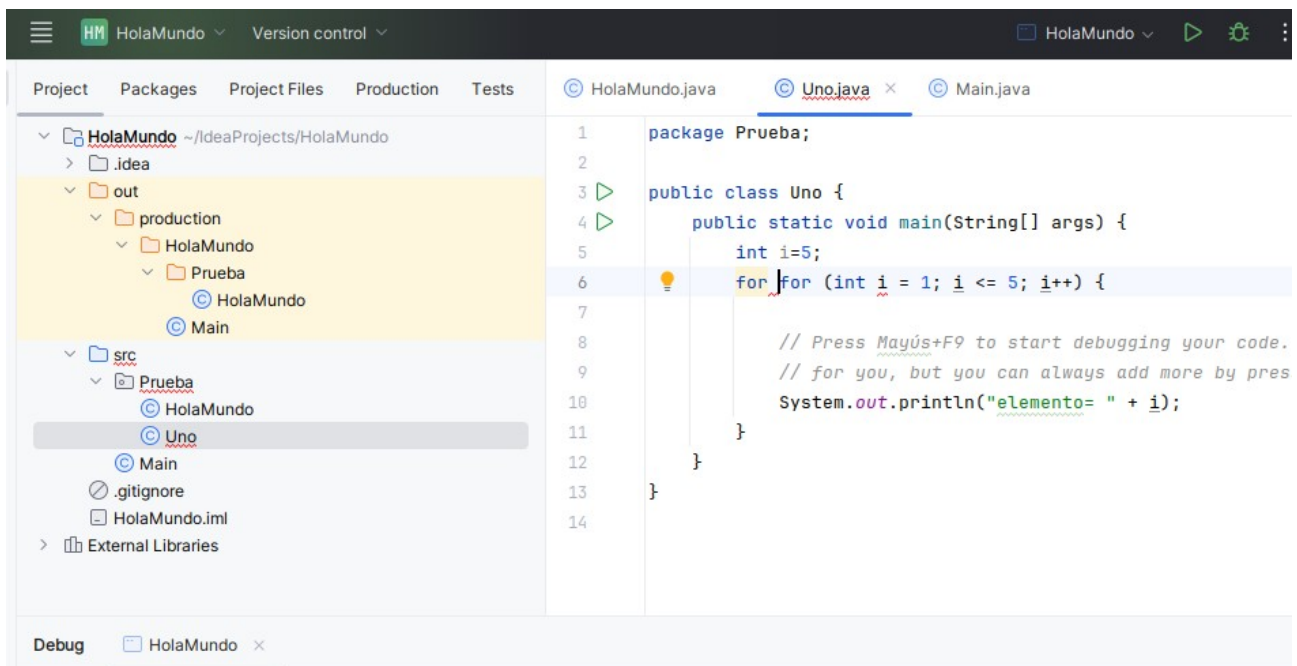 HM HolaMundo Version control HolaMundo
Project Packages Project Files Production Tests
HolaMundo ~/IdeaProjects/HolaMundo
.idea
out
production
HolaMundo
Prueba
HolaMundo
Main
src
Prueba
HolaMundo
Uno
Main
.gitignore
HolaMundo.iml
External Libraries
HolaMundo.java Uno.java Main.java
1 package Prueba;
2
3 public class Uno {
4 public static void main(String[] args) {
5 int i=5;
6 for for (int i = 1; i <= 5; i++) {
7
8 // Press Mayús+F9 to start debugging your code.
9 // for you, but you can always add more by pres
10 System.out.println("elemento= " + i);
11 }
12 }
13 }
14
Debug HolaMundo